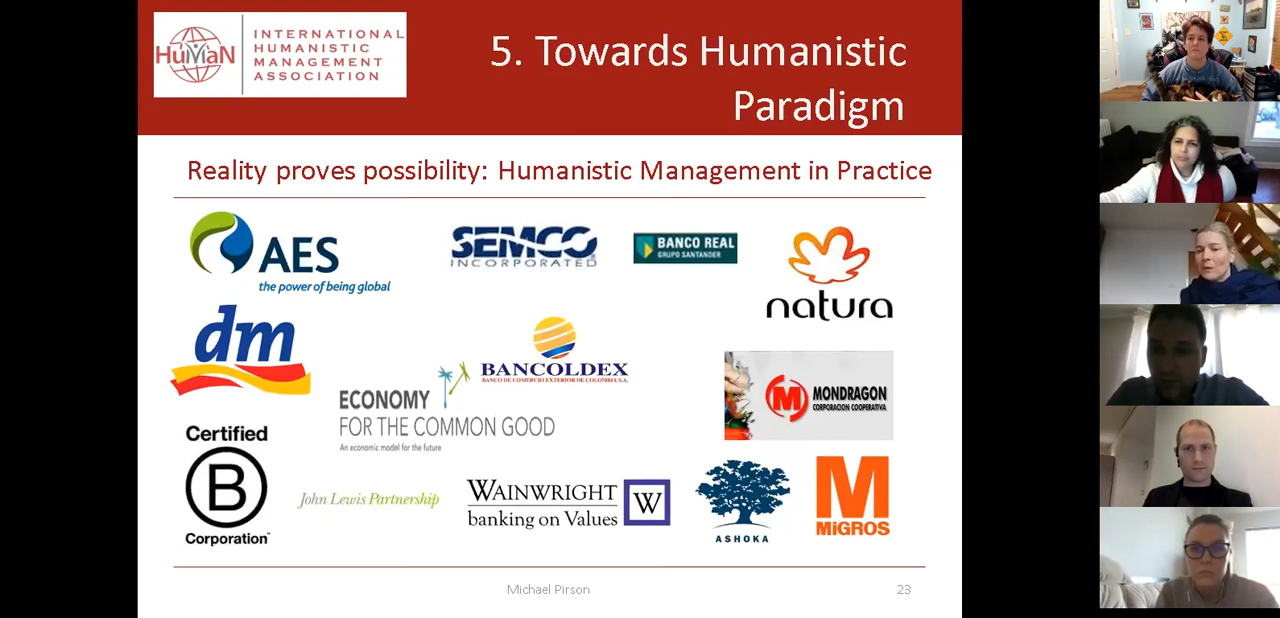 HuMaN
INTERNATIONAL
HUMANISTIC
MANAGEMENT
ASSOCIATION
5. Towards Humanistic
Paradigm
Reality proves possibility: Humanistic Management in Practice
AES
the power of being global
SEMCO
INCORPORATED
BANCO REAL
GRUPO SANTANDER
natura
dm
BANCOLDEX
BANCO DE COMERCIO EXTERIOR DE COLOMBIA S.A.
ECONOMY
FOR THE COMMON GOOD
An economic model for the future
M
MONDRAGON
CORPORACION COOPERATIVA
Certified
B
Corporation™
John Lewis Partnership
WAINWRIGHT
banking on Values
W
ASHOKA
M
MiGROS
Michael Pirson
23